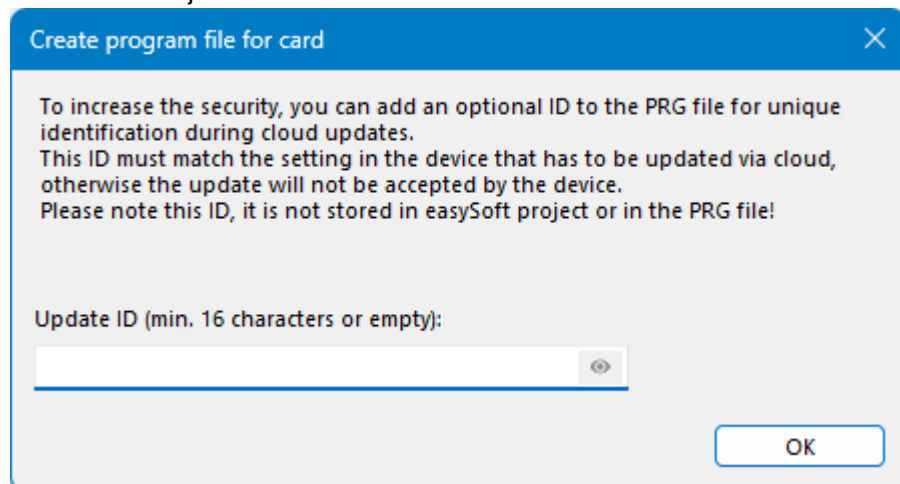 Create program file for card
To increase the security, you can add an optional ID to the PRG file for unique
identification during cloud updates.
This ID must match the setting in the device that has to be updated via cloud,
otherwise the update will not be accepted by the device.
Please note this ID, it is not stored in easySoft project or in the PRG file!
Update ID (min. 16 characters or empty):
OK